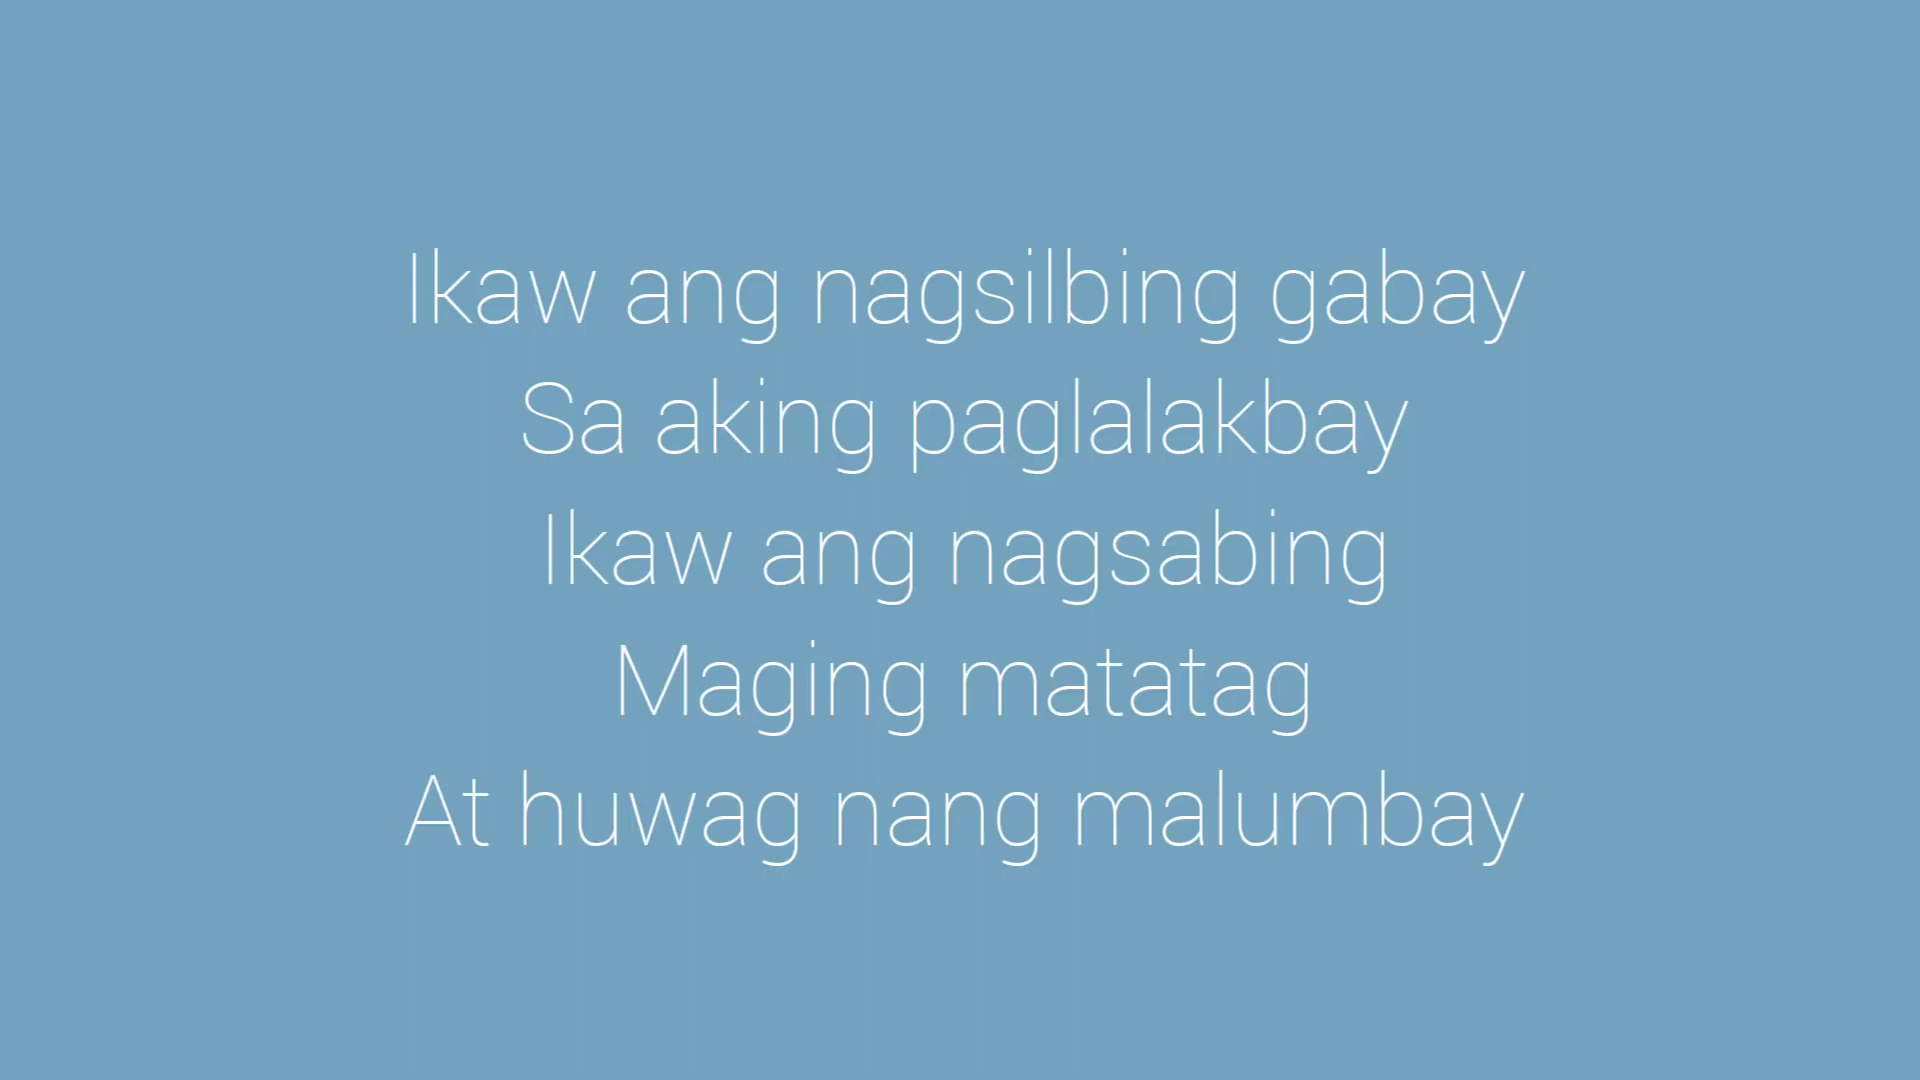 Ikaw ang nagsilbing gabay
Sa aking paglalakbay
Ikaw ang nagsabing
Maging matatag
At huwag nang malumbay